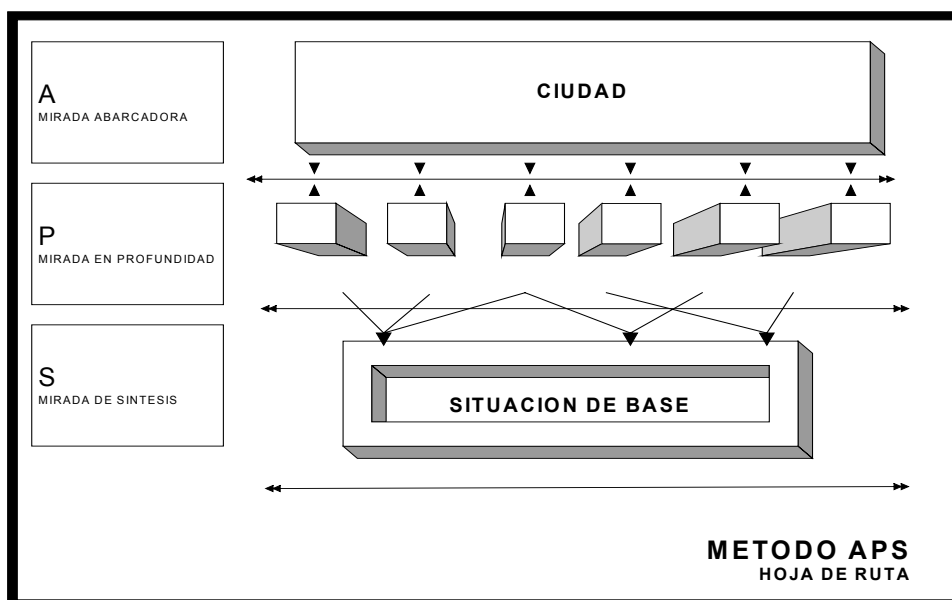 A
MIRADA ABARCADORA
CIUDAD
P
MIRADA EN PROFUNDIDAD
S
MIRADA DE SINTESIS
SITUACION DE BASE
METODO APS
HOJA DE RUTA